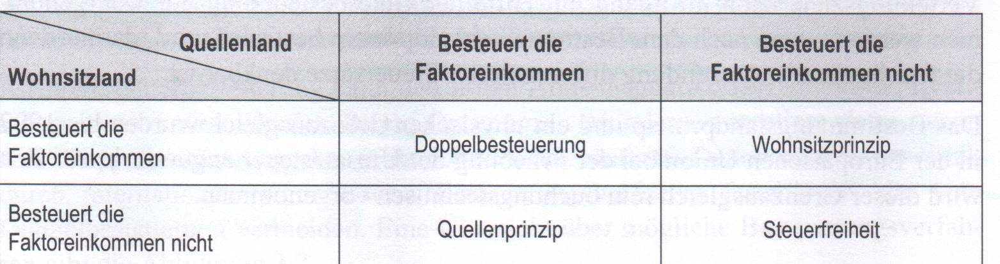 Quellenland
Wohnsitzland
Besteuert die
Faktoreinkommen
Besteuert die
Faktoreinkommen nicht
Besteuert die
Faktoreinkommen
Doppelbesteuerung
Wohnsitzprinzip
Besteuert die
Faktoreinkommen nicht
Quellenprinzip
Steuerfreiheit